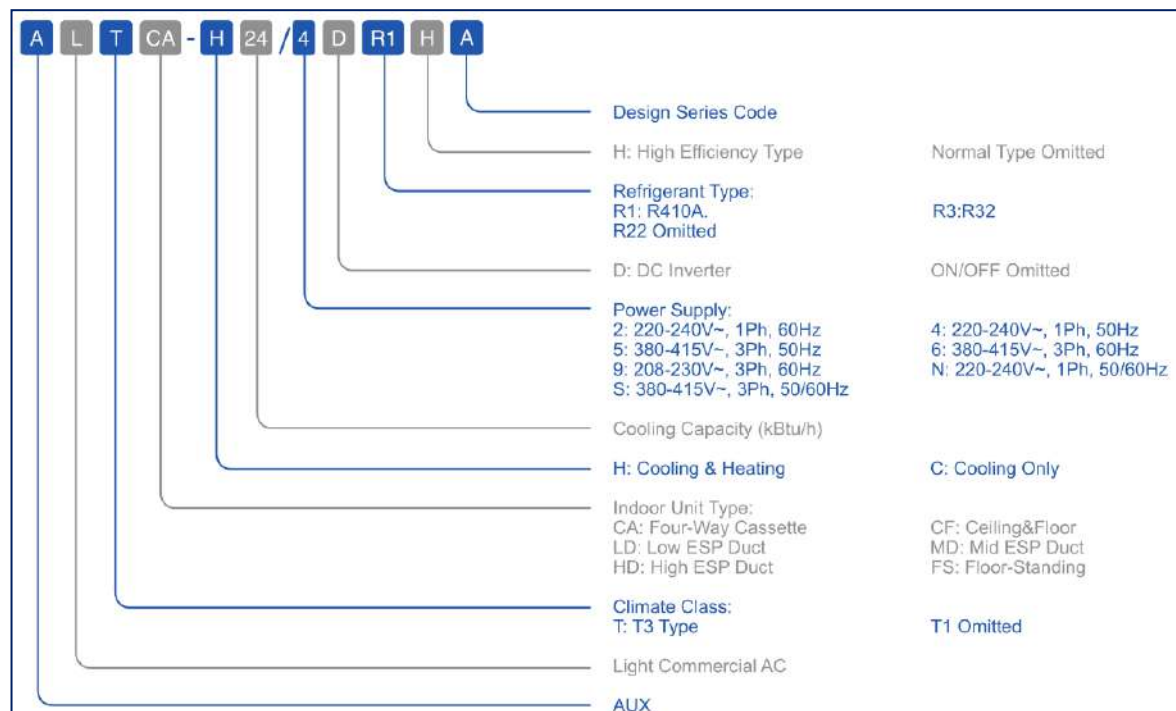 A L T CA - H 24 / 4 D R1 H A
Design Series Code
H: High Efficiency Type Normal Type Omitted
Refrigerant Type:
R1: R410A. R3:R32
R22 Omitted
D: DC Inverter ON/OFF Omitted
Power Supply:
2: 220-240V~, 1Ph, 60Hz 4: 220-240V~, 1Ph, 50Hz
5: 380-415V~, 3Ph, 50Hz 6: 380-415V~, 3Ph, 60Hz
9: 208-230V~, 3Ph, 60Hz N: 220-240V~, 1Ph, 50/60Hz
S: 380-415V~, 3Ph, 50/60Hz
Cooling Capacity (kBtu/h)
H: Cooling & Heating C: Cooling Only
Indoor Unit Type:
CA: Four-Way Cassette CF: Ceiling&Floor
LD: Low ESP Duct MD: Mid ESP Duct
HD: High ESP Duct FS: Floor-Standing
Climate Class:
T: T3 Type T1 Omitted
Light Commercial AC
AUX